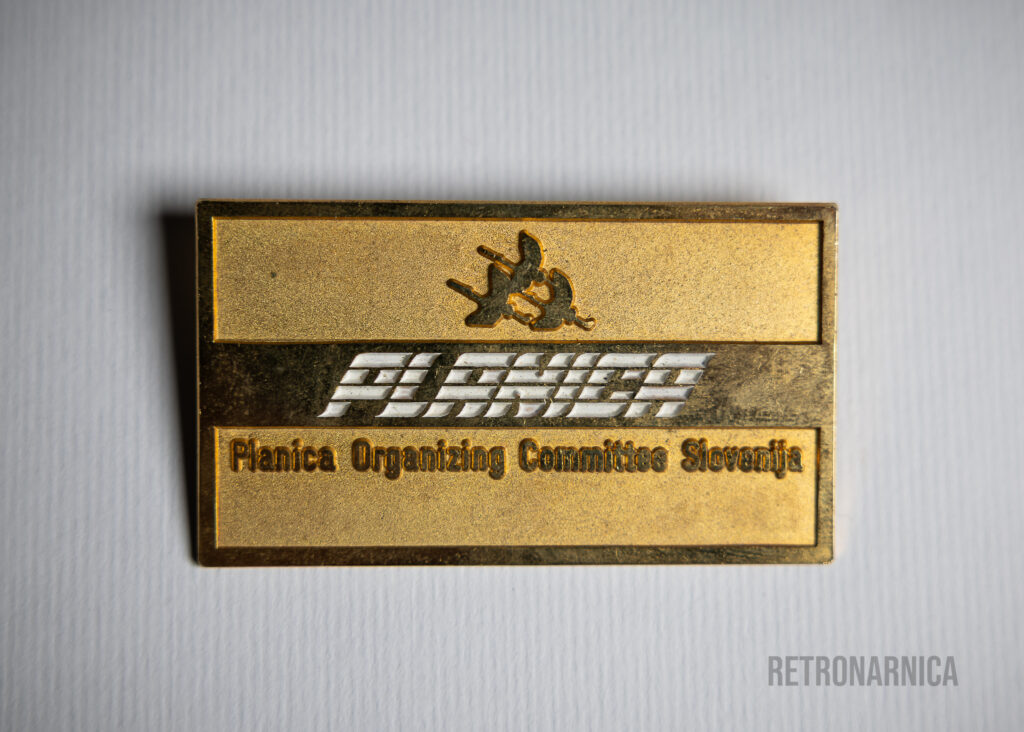 PLANICA
Planica Organizing Committee Slovenija
RETRONARNICA